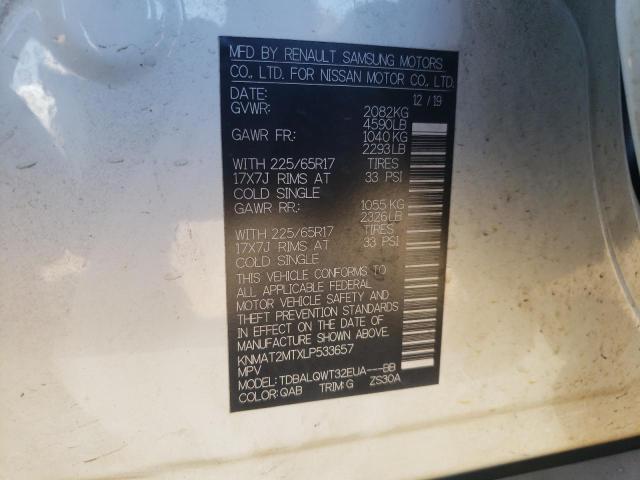 MFD BY RENAULT SAMSUNG MOTORS
CO., LTD. FOR NISSAN MOTOR CO., LTD.
DATE: 12/19
GVWR: 2082KG
4590LB
GAWR FR: 1040 KG
2293LB
WITH 225/65R17 TIRES
17X7J RIMS AT 33 PSI
COLD SINGLE
GAWR RR: 1055 KG
2326LB
WITH 225/65R17 TIRES
17X7J RIMS AT 33 PSI
COLD SINGLE
THIS VEHICLE CONFORMS TO
ALL APPLICABLE FEDERAL
MOTOR VEHICLE SAFETY AND
THEFT PREVENTION STANDARDS
IN EFFECT ON THE DATE OF
MANUFACTURE SHOWN ABOVE.
KNMAT2MTXLP533657
MPV
MODEL: TDBALQWT32EUA---BB
COLOR: QAB TRIM: G ZS30A